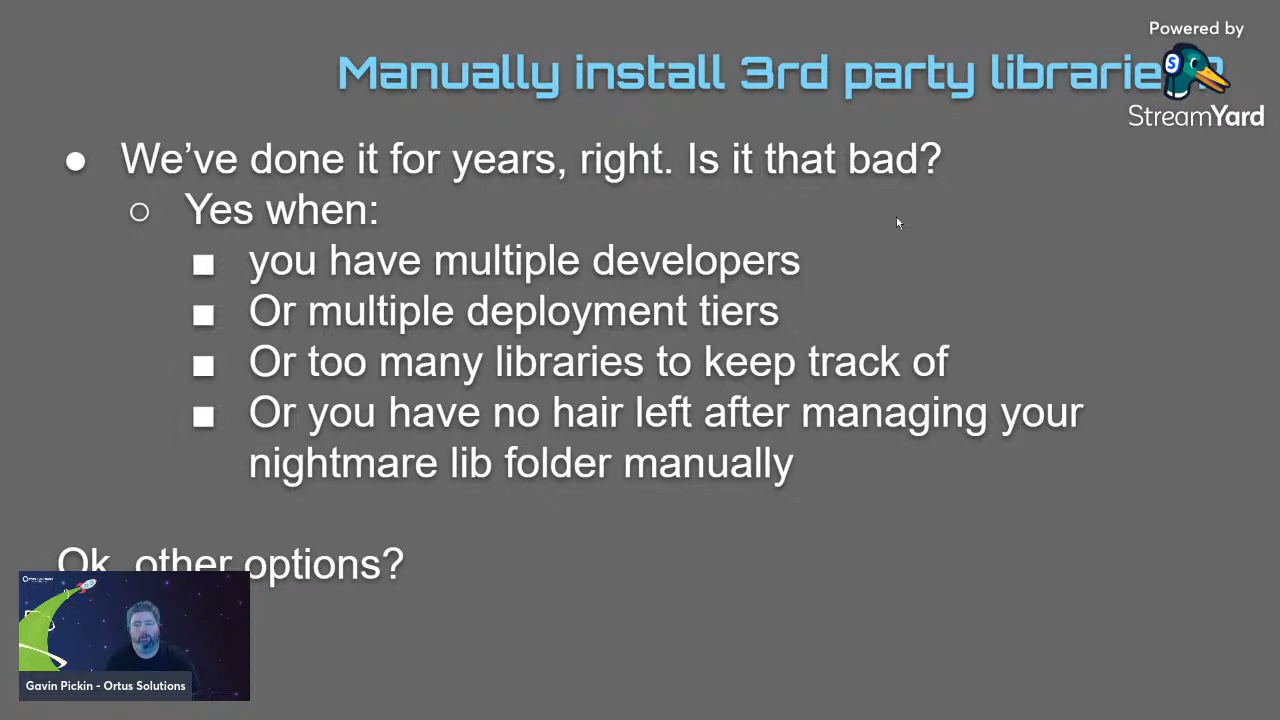 Powered by
StreamYard
Manually install 3rd party libraries?
● We’ve done it for years, right. Is it that bad?
○ Yes when:
■ you have multiple developers
■ Or multiple deployment tiers
■ Or too many libraries to keep track of
■ Or you have no hair left after managing your
nightmare lib folder manually
Ok, other options?
Gavin Pickin - Ortus Solutions